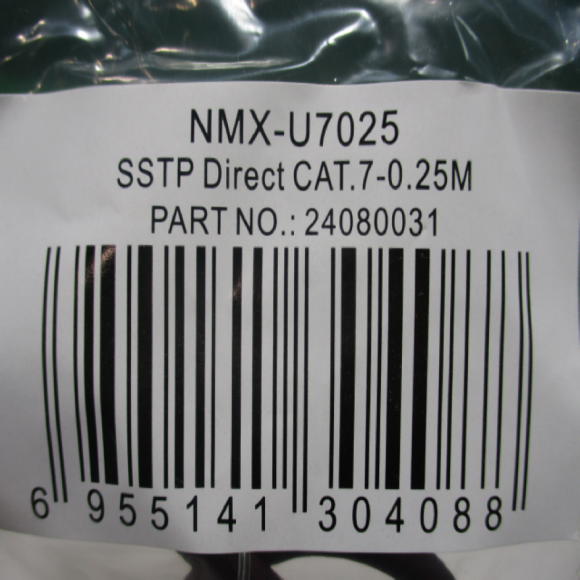 NMX-U7025
SSTP Direct CAT.7-0.25M
PART NO.: 24080031
6 955141 304088